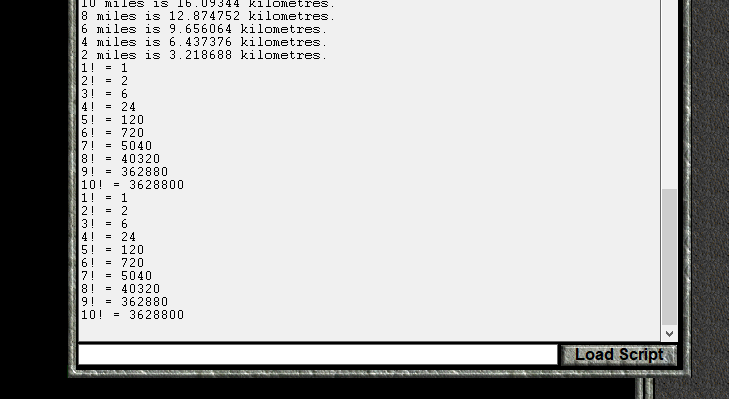 10 miles is 16.09344 kilometres.
8 miles is 12.874752 kilometres.
6 miles is 9.656064 kilometres.
4 miles is 6.437376 kilometres.
2 miles is 3.218688 kilometres.
1! = 1
2! = 2
3! = 6
4! = 24
5! = 120
6! = 720
7! = 5040
8! = 40320
9! = 362880
10! = 3628800
1! = 1
2! = 2
3! = 6
4! = 24
5! = 120
6! = 720
7! = 5040
8! = 40320
9! = 362880
10! = 3628800
Load Script